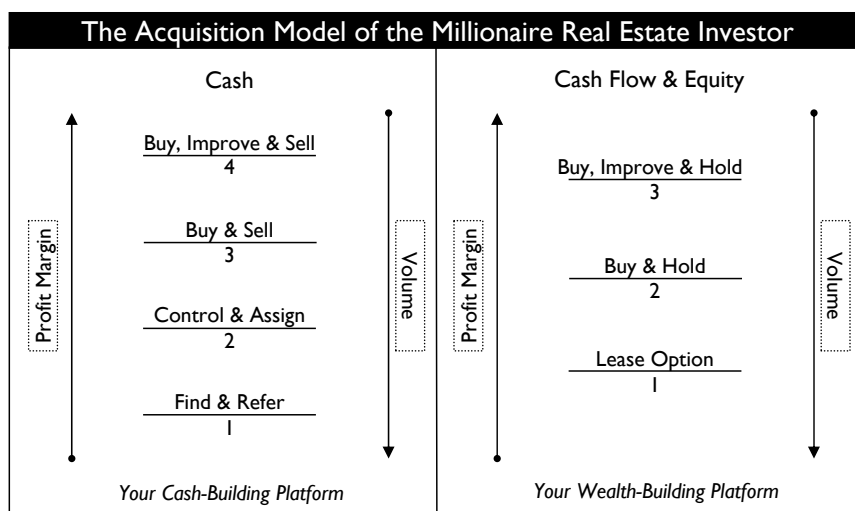 The Acquisition Model of the Millionaire Real Estate Investor
Cash
Buy, Improve & Sell
4
Buy & Sell
3
Control & Assign
2
Find & Refer
1
Profit Margin
Volume
Your Cash-Building Platform
Cash Flow & Equity
Buy, Improve & Hold
3
Buy & Hold
2
Lease Option
1
Profit Margin
Volume
Your Wealth-Building Platform